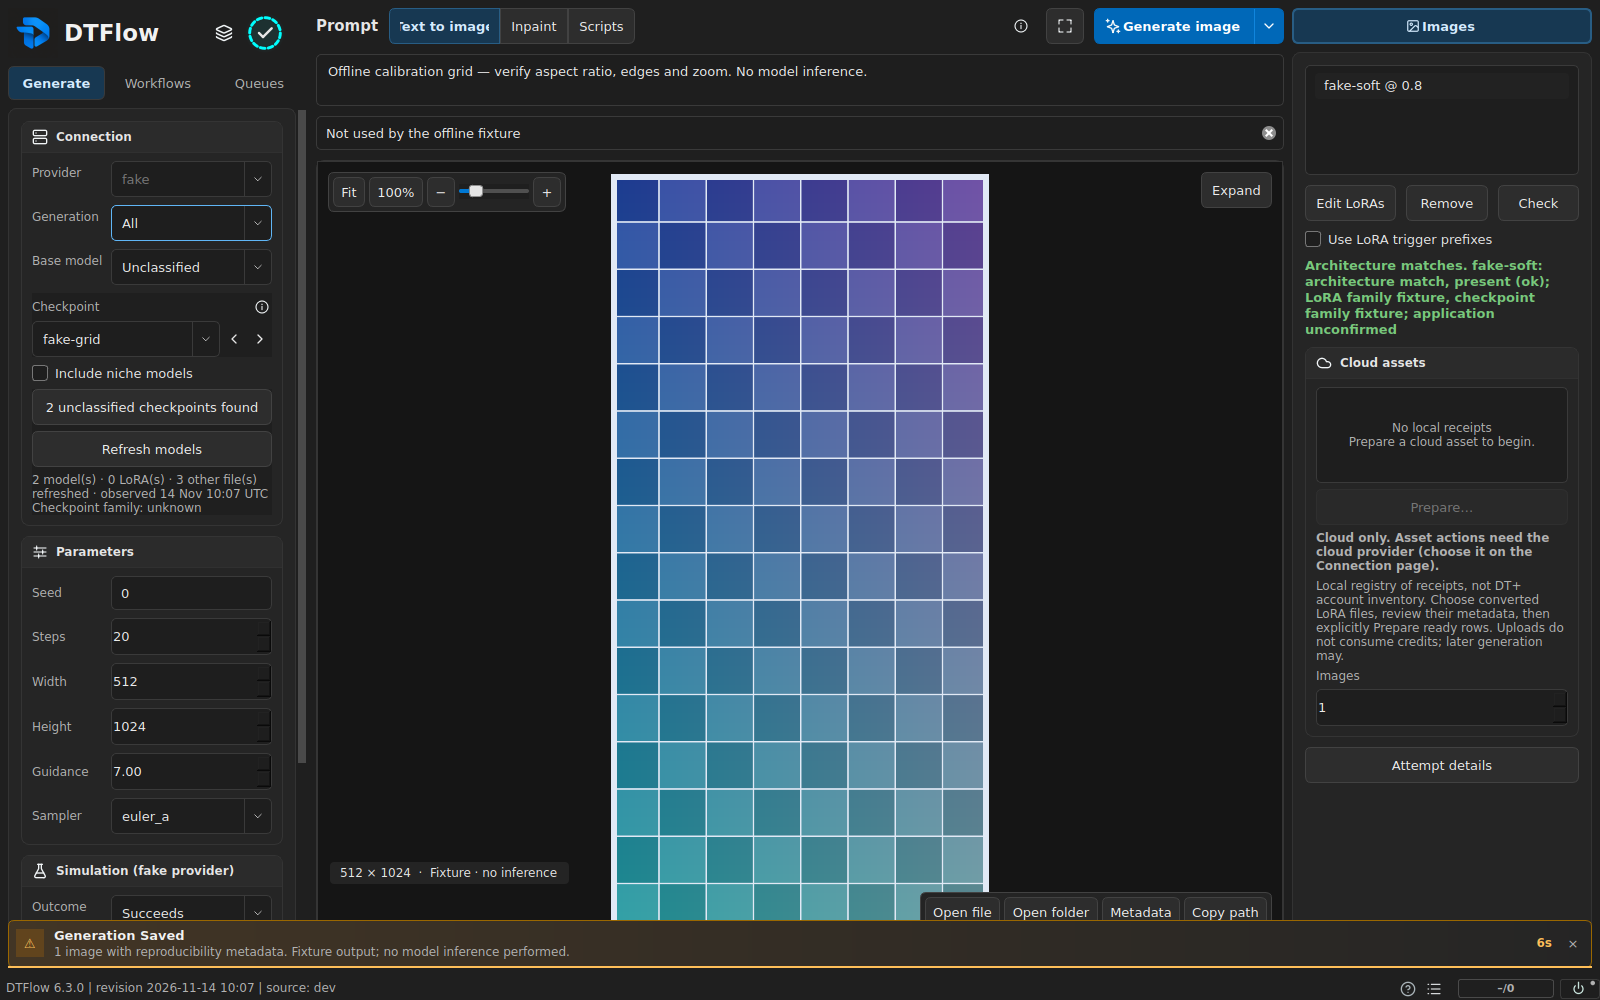 DTFlow
Generate
Workflows
Queues
Connection
Provider
fake
Generation
All
Base model
Unclassified
Checkpoint
fake-grid
Include niche models
2 unclassified checkpoints found
Refresh models
2 model(s) · 0 LoRA(s) · 3 other file(s)
refreshed · observed 14 Nov 10:07 UTC
Checkpoint family: unknown
Parameters
Seed
0
Steps
20
Width
512
Height
1024
Guidance
7.00
Sampler
euler_a
Simulation (fake provider)
Outcome
Succeeds
Prompt
Text to image
Inpaint
Scripts
Generate image
Offline calibration grid — verify aspect ratio, edges and zoom. No model inference.
Not used by the offline fixture
Fit
100%
−
+
Expand
512 × 1024 · Fixture · no inference
Open file
Open folder
Metadata
Copy path
Images
fake-soft @ 0.8
Edit LoRAs
Remove
Check
Use LoRA trigger prefixes
Architecture matches. fake-soft:
architecture match, present (ok);
LoRA family fixture, checkpoint
family fixture; application
unconfirmed
Cloud assets
No local receipts
Prepare a cloud asset to begin.
Prepare...
Cloud only. Asset actions need the
cloud provider (choose it on the
Connection page).
Local registry of receipts, not DT+
account inventory. Choose converted
LoRA files, review their metadata, then
explicitly Prepare ready rows. Uploads do
not consume credits; later generation
may.
Images
1
Attempt details
Generation Saved
1 image with reproducibility metadata. Fixture output; no model inference performed.
6s
DTFlow 6.3.0 | revision 2026-11-14 10:07 | source: dev
–/0